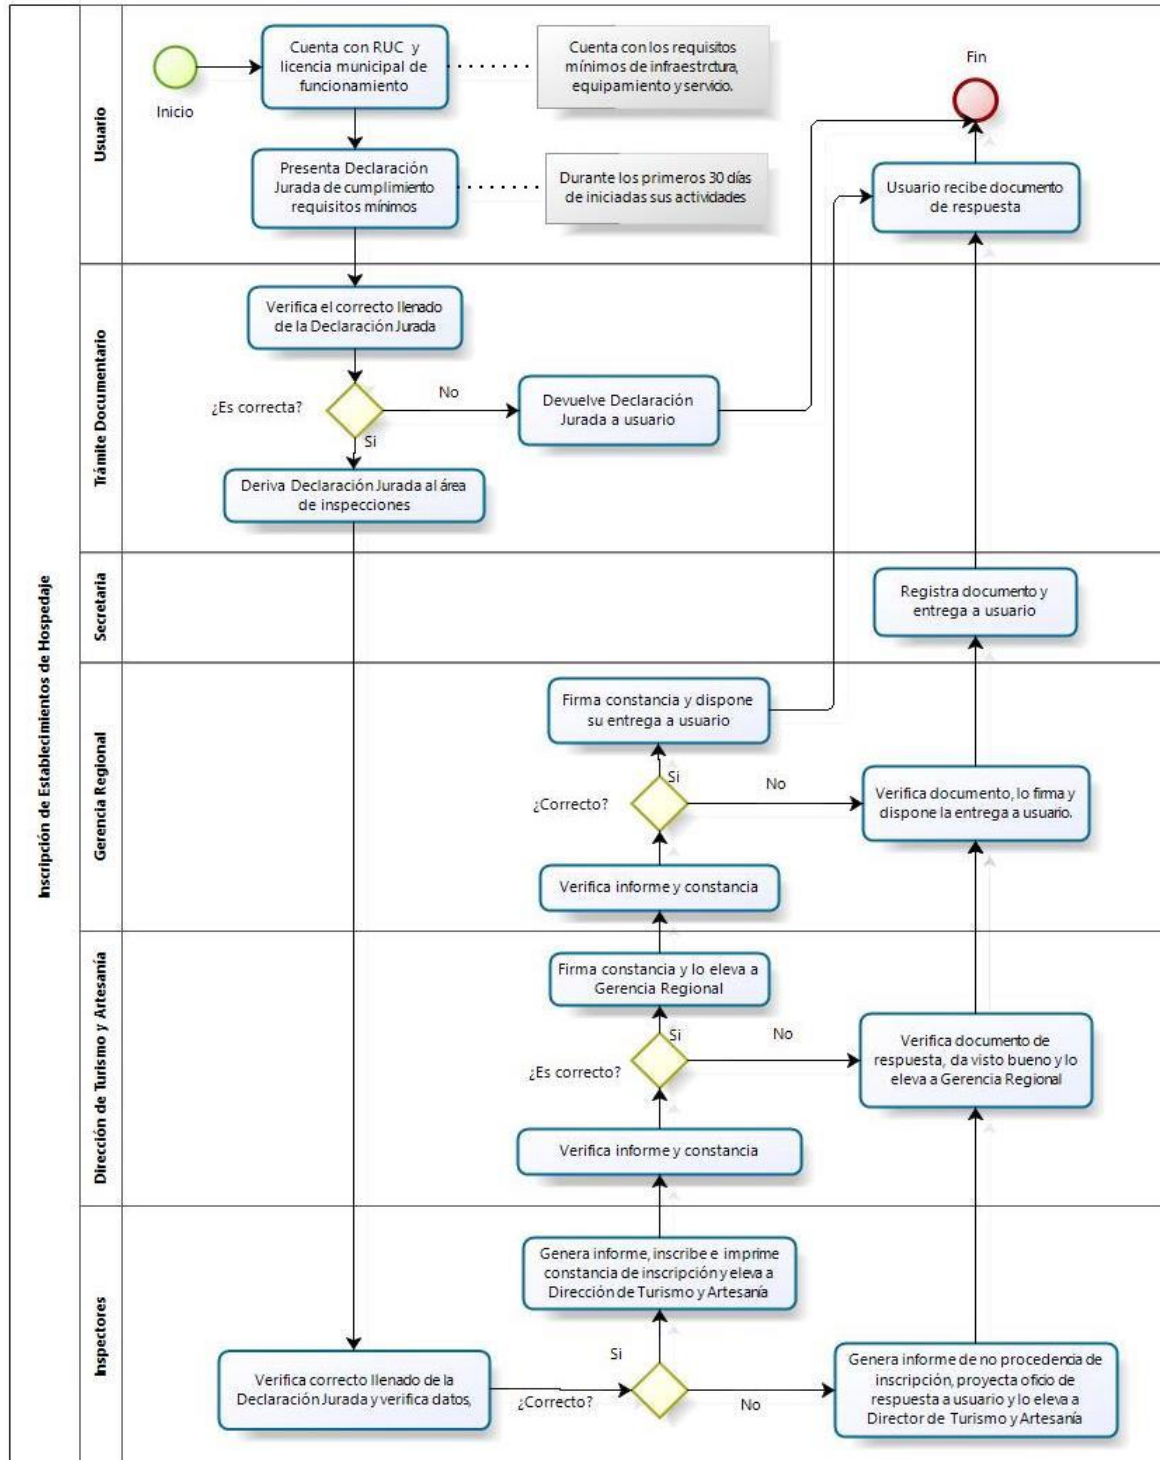 Inscripción de Establecimientos de Hospedaje
Usuario
Inicio
Cuenta con RUC y
licencia municipal de
funcionamiento
Cuenta con los requisitos
mínimos de infraestrctura,
equipamiento y servicio.
Fin
Presenta Declaración
Jurada de cumplimiento
requisitos mínimos
Durante los primeros 30 días
de iniciadas sus actividades
Usuario recibe documento
de respuesta
Trámite Documentario
Verifica el correcto llenado
de la Declaración Jurada
¿Es correcta?
No
Si
Devuelve Declaración
Jurada a usuario
Deriva Declaración Jurada al área
de inspecciones
Secretaria
Registra documento y
entrega a usuario
Gerencia Regional
Firma constancia y dispone
su entrega a usuario
Si
¿Correcto?
No
Verifica documento, lo firma y
dispone la entrega a usuario.
Verifica informe y constancia
Dirección de Turismo y Artesanía
Firma constancia y lo eleva a
Gerencia Regional
Si
¿Es correcto?
No
Verifica documento de
respuesta, da visto bueno y lo
eleva a Gerencia Regional
Verifica informe y constancia
Inspectores
Genera informe, inscribe e imprime
constancia de inscripción y eleva a
Dirección de Turismo y Artesanía
Verifica correcto llenado de la
Declaración Jurada y verifica datos,
¿Correcto?
Si
No
Genera informe de no procedencia de
inscripción, proyecta oficio de
respuesta a usuario y lo eleva a
Director de Turismo y Artesanía